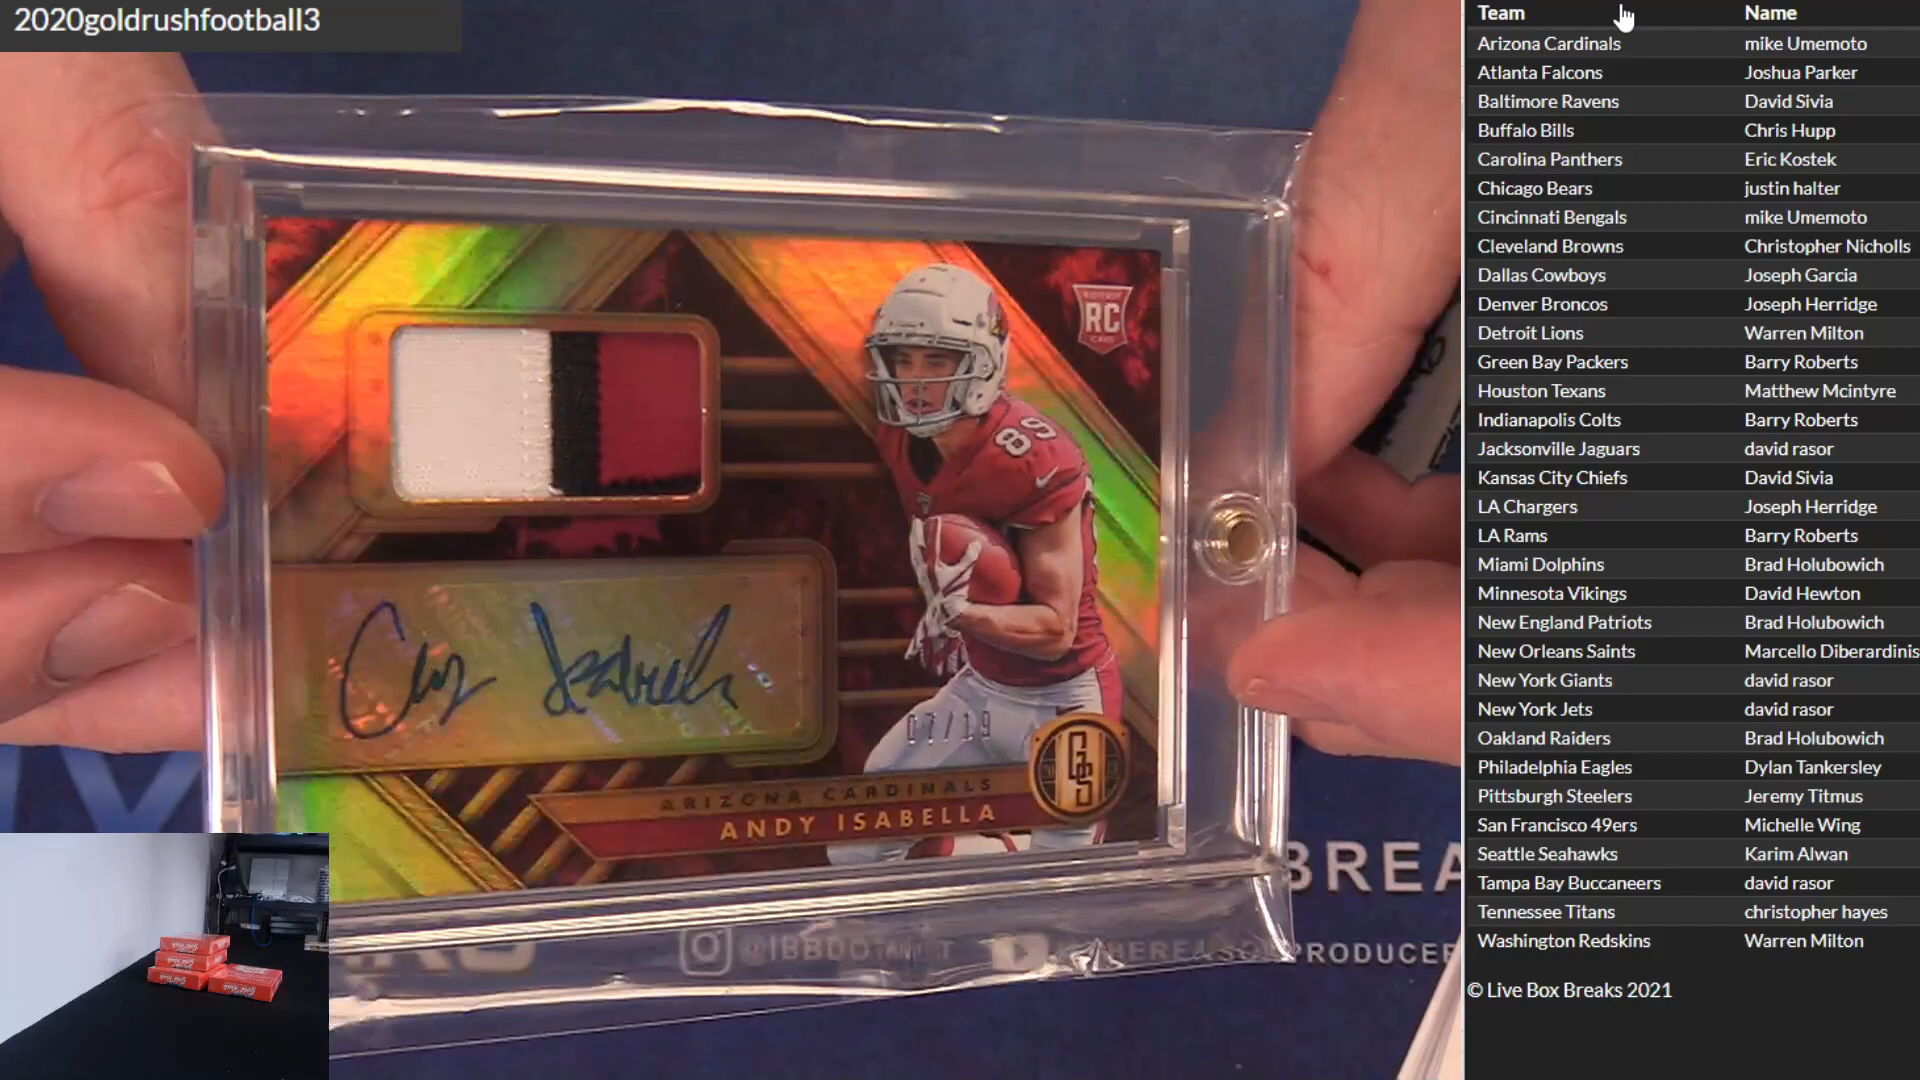 2020goldrushfootball3
Team Name
Arizona Cardinals mike Umemoto
Atlanta Falcons Joshua Parker
Baltimore Ravens David Sivia
Buffalo Bills Chris Hupp
Carolina Panthers Eric Kostek
Chicago Bears justin halter
Cincinnati Bengals mike Umemoto
Cleveland Browns Christopher Nicholls
Dallas Cowboys Joseph Garcia
Denver Broncos Joseph Herridge
Detroit Lions Warren Milton
Green Bay Packers Barry Roberts
Houston Texans Matthew Mcintyre
Indianapolis Colts Barry Roberts
Jacksonville Jaguars david rasor
Kansas City Chiefs David Sivia
LA Chargers Joseph Herridge
LA Rams Barry Roberts
Miami Dolphins Brad Holubowich
Minnesota Vikings David Hewton
New England Patriots Brad Holubowich
New Orleans Saints Marcello Diberardinis
New York Giants david rasor
New York Jets david rasor
Oakland Raiders Brad Holubowich
Philadelphia Eagles Dylan Tankersley
Pittsburgh Steelers Jeremy Titmus
San Francisco 49ers Michelle Wing
Seattle Seahawks Karim Alwan
Tampa Bay Buccaneers david rasor
Tennessee Titans christopher hayes
Washington Redskins Warren Milton
© Live Box Breaks 2021
ROOKIE
RC
CARD
89
07/19
GS
ARIZONA CARDINALS
ANDY ISABELLA
BREA
PRODUCER